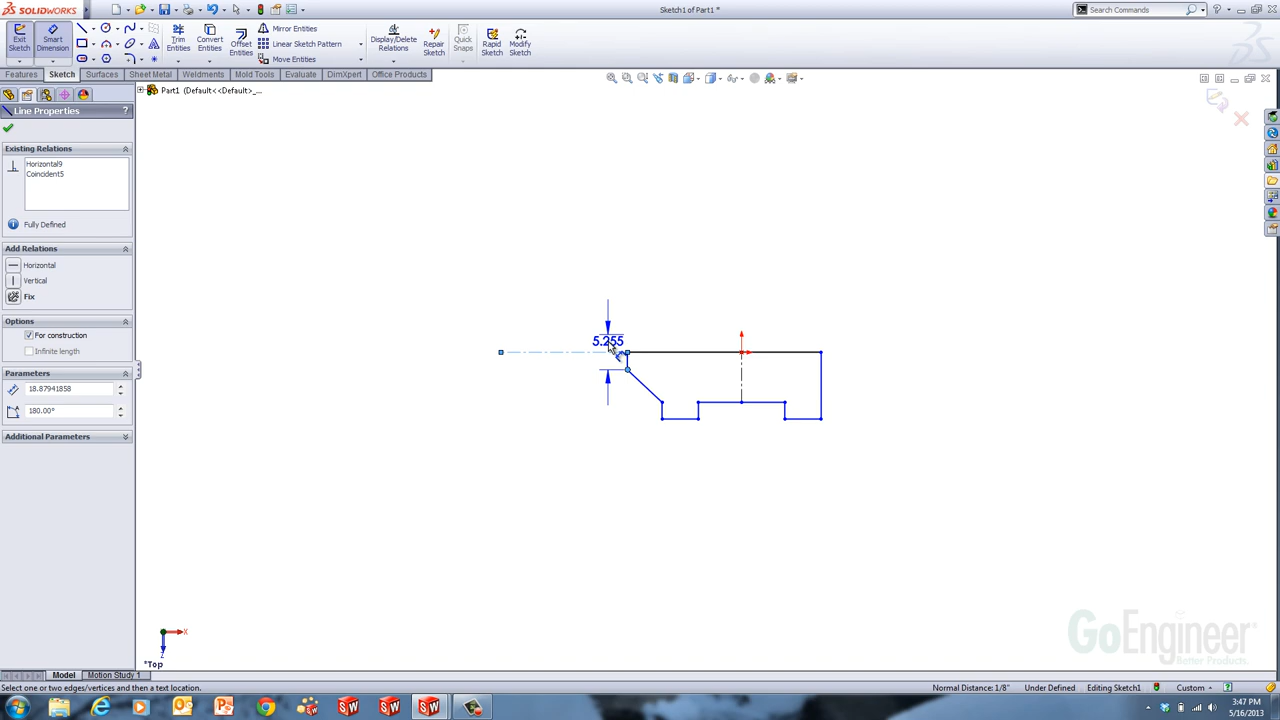 SOLIDWORKS
Sketch1 of Part1 *
Search Commands
Exit Sketch
Smart Dimension
Trim Entities
Convert Entities
Offset Entities
Mirror Entities
Linear Sketch Pattern
Move Entities
Display/Delete Relations
Repair Sketch
Quick Snaps
Rapid Sketch
Modify Sketch
Features
Sketch
Surfaces
Sheet Metal
Weldments
Mold Tools
Evaluate
DimXpert
Office Products
Part1 (Default<<Default>_...
Line Properties
?
Existing Relations
Horizontal9
Coincident5
Fully Defined
Add Relations
Horizontal
Vertical
Fix
Options
For construction
Infinite length
Parameters
18.87941858
180.00°
Additional Parameters
5.255
X
Z
*Top
GoEngineer
Better Products.
Model
Motion Study 1
Select one or two edges/vertices and then a text location.
Normal Distance: 1/8"
Under Defined
Editing Sketch1
Custom
3:47 PM
5/16/2013